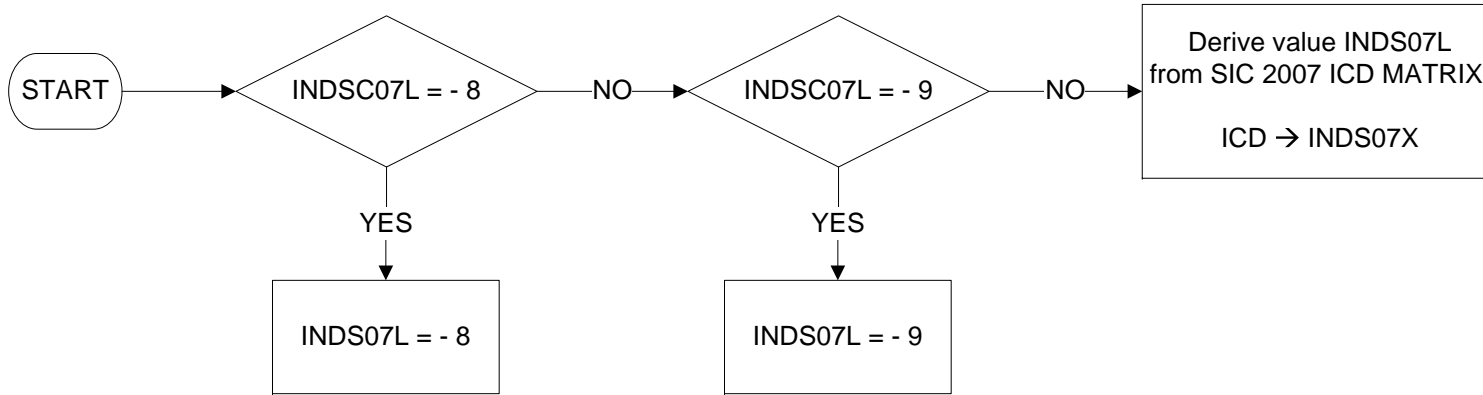 START
INDSC07L = - 8
NO
INDSC07L = - 9
NO
Derive value INDS07L
from SIC 2007 ICD MATRIX
ICD → INDS07X
YES
YES
INDS07L = - 8
INDS07L = - 9